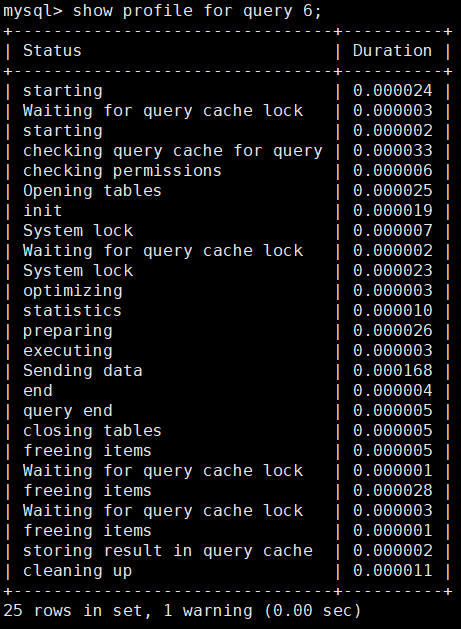 mysql> show profile for query 6;
+--------------------------------+----------+
| Status                         | Duration |
+--------------------------------+----------+
| starting                       | 0.000024 |
| Waiting for query cache lock   | 0.000003 |
| starting                       | 0.000002 |
| checking query cache for query | 0.000033 |
| checking permissions           | 0.000006 |
| Opening tables                 | 0.000025 |
| init                           | 0.000019 |
| System lock                    | 0.000007 |
| Waiting for query cache lock   | 0.000002 |
| System lock                    | 0.000023 |
| optimizing                     | 0.000003 |
| statistics                     | 0.000010 |
| preparing                      | 0.000026 |
| executing                      | 0.000003 |
| Sending data                   | 0.000168 |
| end                            | 0.000004 |
| query end                      | 0.000005 |
| closing tables                 | 0.000005 |
| freeing items                  | 0.000005 |
| Waiting for query cache lock   | 0.000001 |
| freeing items                  | 0.000028 |
| Waiting for query cache lock   | 0.000003 |
| freeing items                  | 0.000001 |
| storing result in query cache  | 0.000002 |
| cleaning up                    | 0.000011 |
+--------------------------------+----------+
25 rows in set, 1 warning (0.00 sec)